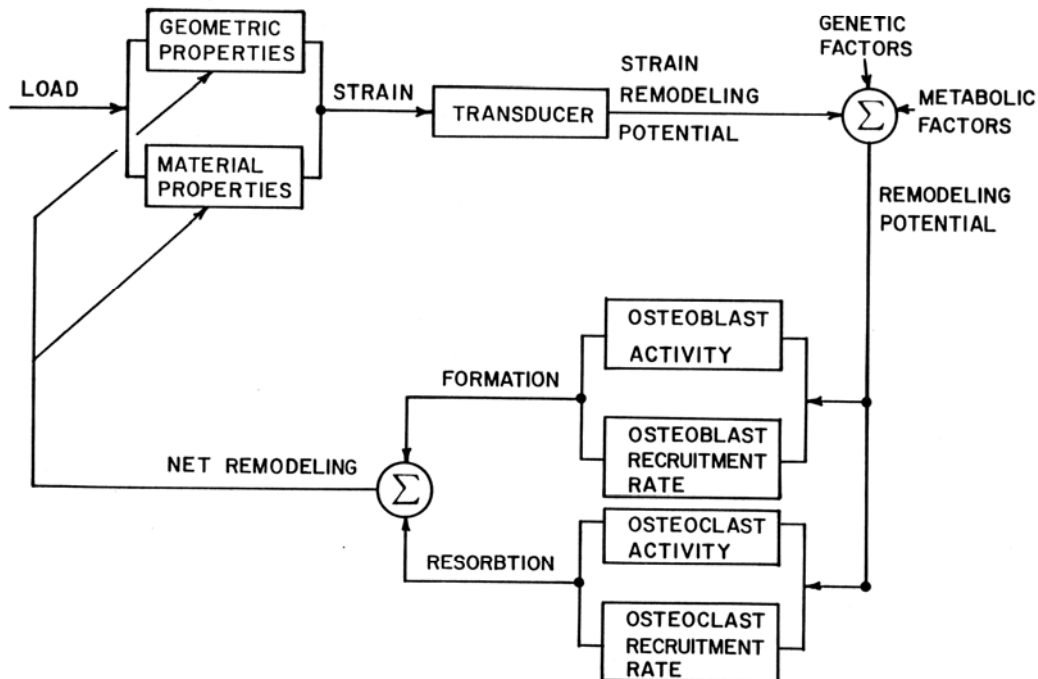 GEOMETRIC
PROPERTIES
LOAD
MATERIAL
PROPERTIES
STRAIN
TRANSDUCER
STRAIN
REMODELING
POTENTIAL
GENETIC
FACTORS
Σ
METABOLIC
FACTORS
REMODELING
POTENTIAL
OSTEOBLAST
ACTIVITY
FORMATION
OSTEOBLAST
RECRUITMENT
RATE
NET REMODELING
Σ
OSTEOCLAST
ACTIVITY
RESORBTION
OSTEOCLAST
RECRUITMENT
RATE